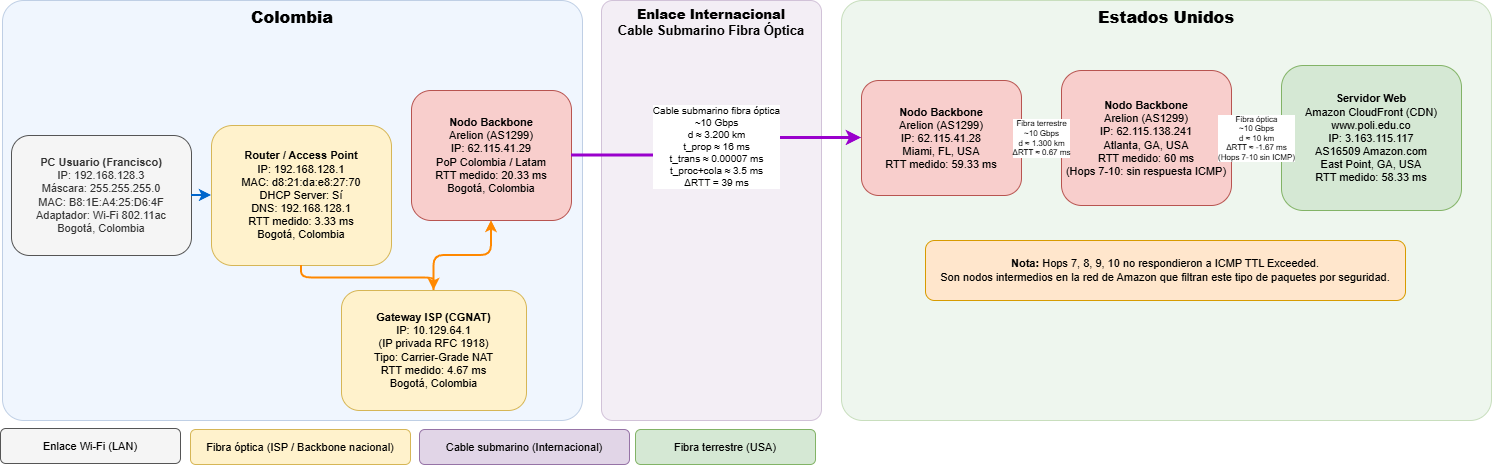 Colombia
PC Usuario (Francisco)
IP: 192.168.128.3
Máscara: 255.255.255.0
MAC: B8:1E:A4:25:D6:4F
Adaptador: Wi-Fi 802.11ac
Bogotá, Colombia
Router / Access Point
IP: 192.168.128.1
MAC: d8:21:da:e8:27:70
DHCP Server: Sí
DNS: 192.168.128.1
RTT medido: 3.33 ms
Bogotá, Colombia
Gateway ISP (CGNAT)
IP: 10.129.64.1
(IP privada RFC 1918)
Tipo: Carrier-Grade NAT
RTT medido: 4.67 ms
Bogotá, Colombia
Nodo Backbone
Arelion (AS1299)
IP: 62.115.41.29
PoP Colombia / Latam
RTT medido: 20.33 ms
Bogotá, Colombia
Enlace Internacional
Cable Submarino Fibra Óptica
Cable submarino fibra óptica
~10 Gbps
d ≈ 3.200 km
t_prop ≈ 16 ms
t_trans ≈ 0.00007 ms
t_proc+cola ≈ 3.5 ms
ΔRTT = 39 ms
Estados Unidos
Nodo Backbone
Arelion (AS1299)
IP: 62.115.41.28
Miami, FL, USA
RTT medido: 59.33 ms
Fibra terrestre
~10 Gbps
d ≈ 1.300 km
ΔRTT ≈ 0.67 ms
Nodo Backbone
Arelion (AS1299)
IP: 62.115.138.241
Atlanta, GA, USA
RTT medido: 60 ms
(Hops 7-10: sin respuesta ICMP)
Fibra óptica
~10 Gbps
d ≈ 10 km
ΔRTT ≈ -1.67 ms
(Hops 7-10 sin ICMP)
Servidor Web
Amazon CloudFront (CDN)
www.poli.edu.co
IP: 3.163.115.117
AS16509 Amazon.com
East Point, GA, USA
RTT medido: 58.33 ms
Nota: Hops 7, 8, 9, 10 no respondieron a ICMP TTL Exceeded.
Son nodos intermedios en la red de Amazon que filtran este tipo de paquetes por seguridad.
Enlace Wi-Fi (LAN)
Fibra óptica (ISP / Backbone nacional)
Cable submarino (Internacional)
Fibra terrestre (USA)